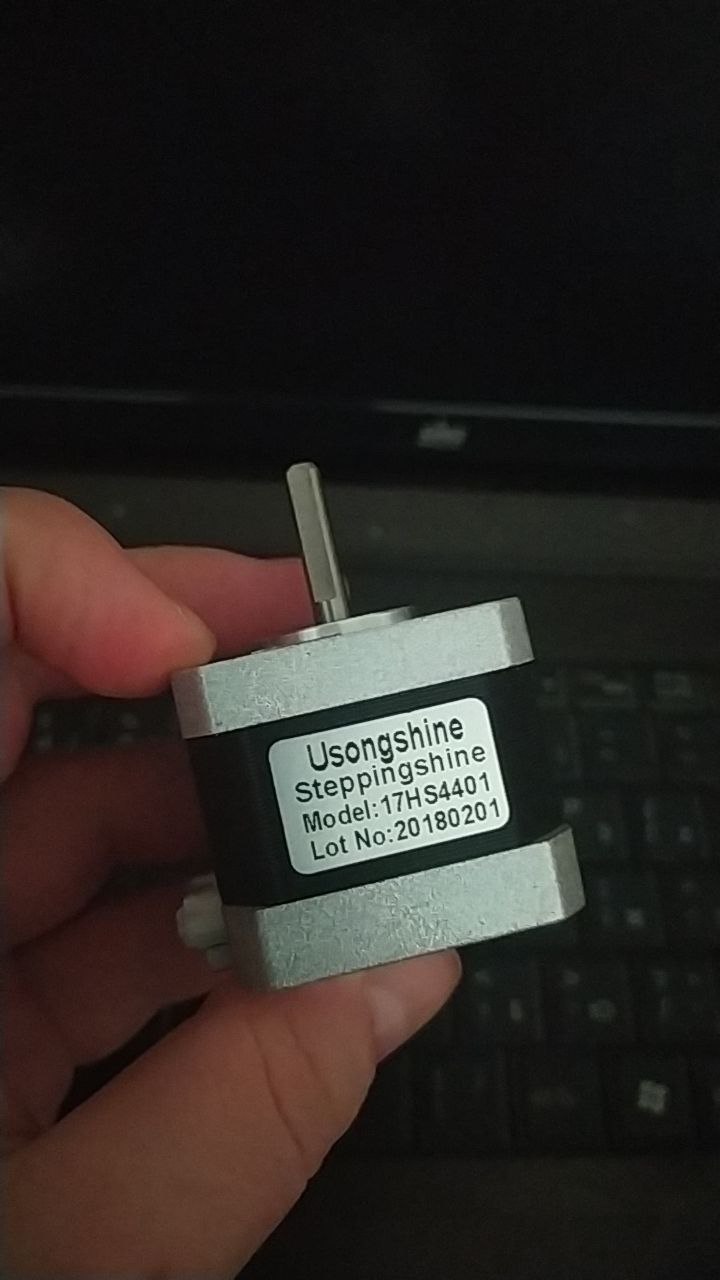 Usongshine
Steppingshine
Model:17HS4401
Lot No:20180201